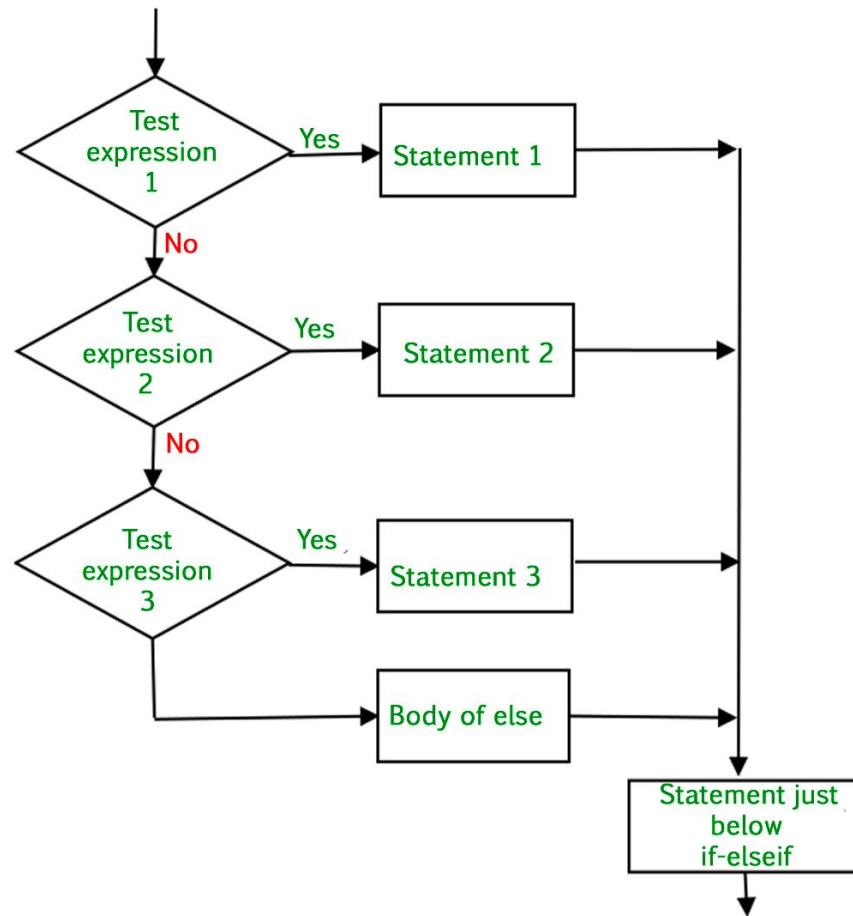 Test
expression
1
Yes
Statement 1
No
Test
expression
2
Yes
Statement 2
No
Test
expression
3
Yes
Statement 3
Body of else
Statement just
below
if-elseif